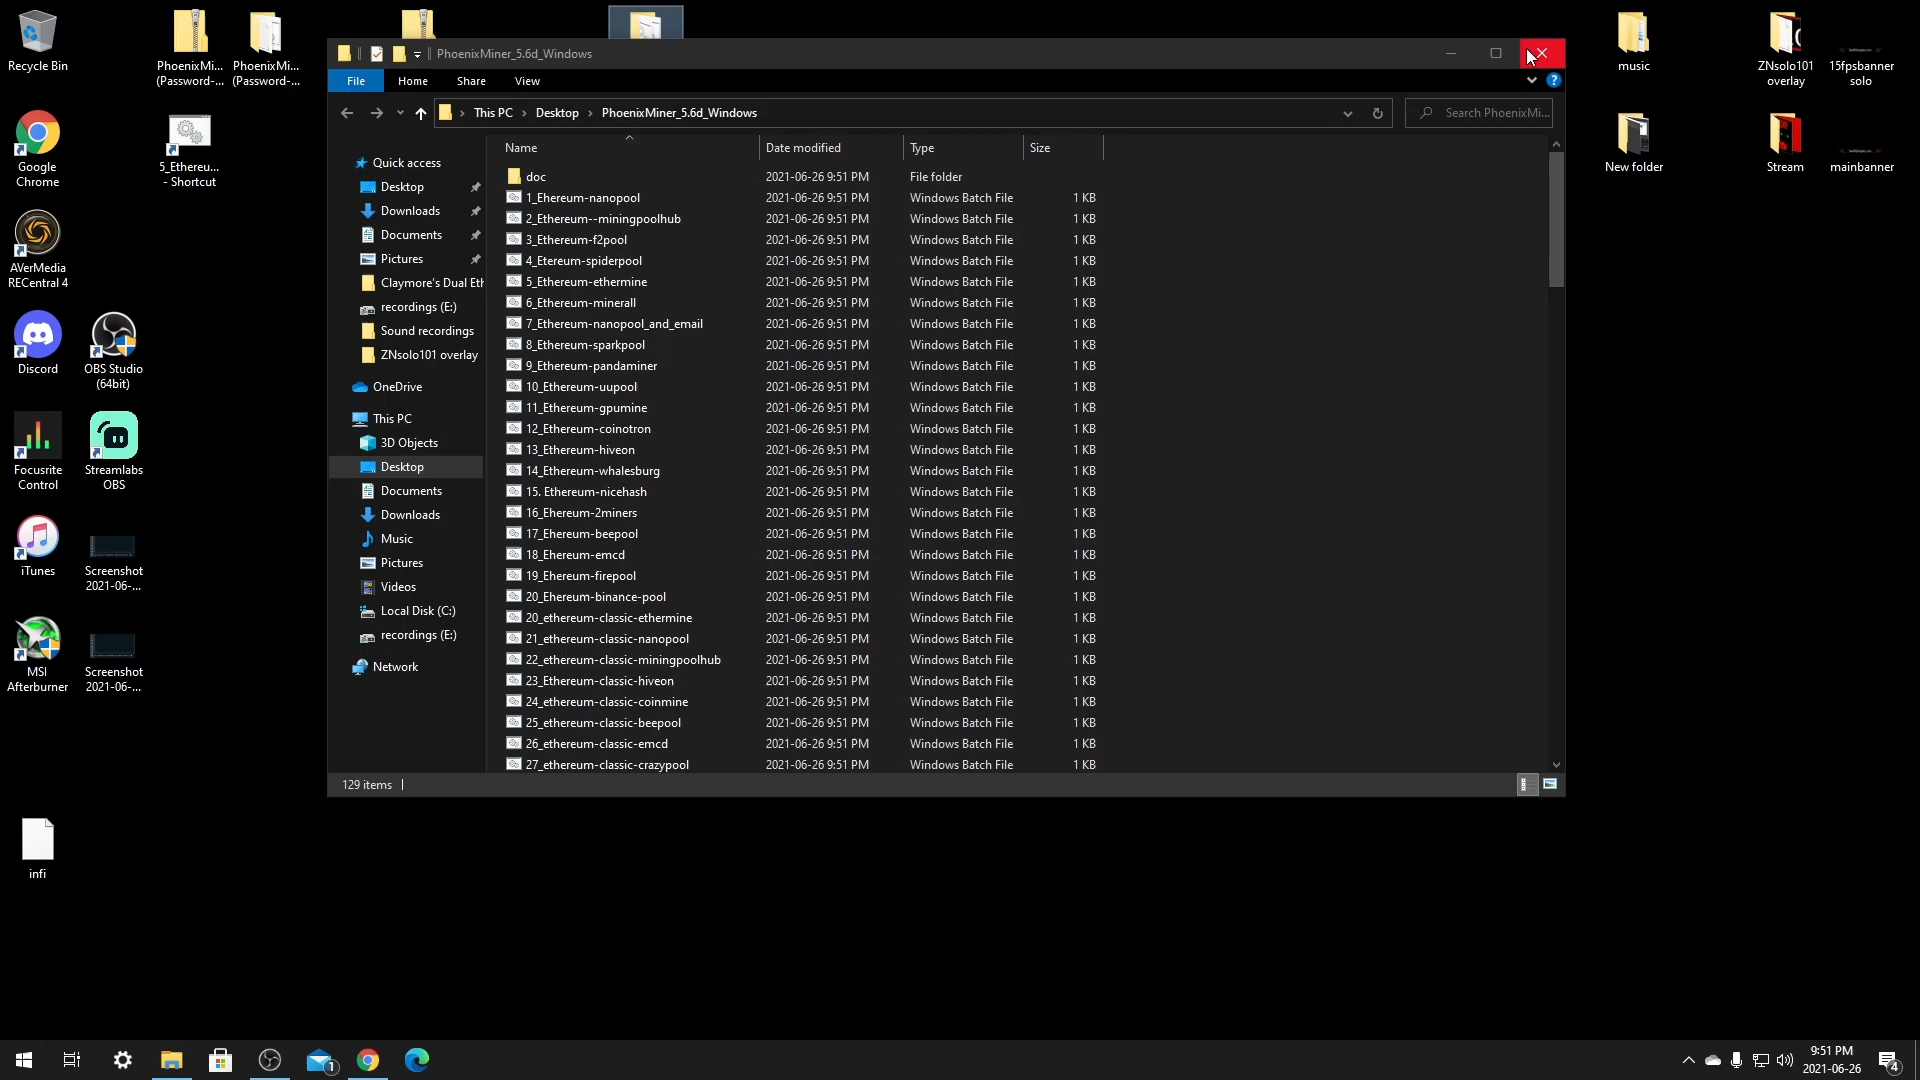 Recycle Bin
PhoenixMi...
(Password-...
PhoenixMi...
(Password-...
Google
Chrome
5_Ethereu...
- Shortcut
AVerMedia
RECentral 4
Discord
OBS Studio
(64bit)
Focusrite
Control
Streamlabs
OBS
iTunes
Screenshot
2021-06-...
MSI
Afterburner
Screenshot
2021-06-...
infi
PhoenixMiner_5.6d_Windows
File Home Share View
This PC Desktop PhoenixMiner_5.6d_Windows
Search PhoenixMi...
Quick access
Desktop
Downloads
Documents
Pictures
Claymore's Dual Eth
recordings (E:)
Sound recordings
ZNsolo101 overlay
OneDrive
This PC
3D Objects
Desktop
Documents
Downloads
Music
Pictures
Videos
Local Disk (C:)
recordings (E:)
Network
Name Date modified Type Size
doc 2021-06-26 9:51 PM File folder
1_Ehereum-nanopool 2021-06-26 9:51 PM Windows Batch File 1 KB
2_Ethereum--miningpoolhub 2021-06-26 9:51 PM Windows Batch File 1 KB
3_Ethereum-f2pool 2021-06-26 9:51 PM Windows Batch File 1 KB
4_Etereum-spiderpool 2021-06-26 9:51 PM Windows Batch File 1 KB
5_Ethereum-ethermine 2021-06-26 9:51 PM Windows Batch File 1 KB
6_Ethereum-minerall 2021-06-26 9:51 PM Windows Batch File 1 KB
7_Ethereum-nanopool_and_email 2021-06-26 9:51 PM Windows Batch File 1 KB
8_Ethereum-sparkpool 2021-06-26 9:51 PM Windows Batch File 1 KB
9_Ethereum-pandaminer 2021-06-26 9:51 PM Windows Batch File 1 KB
10_Ethereum-uupool 2021-06-26 9:51 PM Windows Batch File 1 KB
11_Ethereum-gpumine 2021-06-26 9:51 PM Windows Batch File 1 KB
12_Ethereum-coinotron 2021-06-26 9:51 PM Windows Batch File 1 KB
13_Ethereum-hiveon 2021-06-26 9:51 PM Windows Batch File 1 KB
14_Ethereum-whalesburg 2021-06-26 9:51 PM Windows Batch File 1 KB
15. Ethereum-nicehash 2021-06-26 9:51 PM Windows Batch File 1 KB
16_Ehereum-2miners 2021-06-26 9:51 PM Windows Batch File 1 KB
17_Ehereum-beepool 2021-06-26 9:51 PM Windows Batch File 1 KB
18_Ehereum-emcd 2021-06-26 9:51 PM Windows Batch File 1 KB
19_Ehereum-firepool 2021-06-26 9:51 PM Windows Batch File 1 KB
20_Ehereum-binance-pool 2021-06-26 9:51 PM Windows Batch File 1 KB
20_ethereum-classic-ethermine 2021-06-26 9:51 PM Windows Batch File 1 KB
21_ethereum-classic-nanopool 2021-06-26 9:51 PM Windows Batch File 1 KB
22_ethereum-classic-miningpoolhub 2021-06-26 9:51 PM Windows Batch File 1 KB
23_Ethereum-classic-hiveon 2021-06-26 9:51 PM Windows Batch File 1 KB
24_ethereum-classic-coinmine 2021-06-26 9:51 PM Windows Batch File 1 KB
25_ethereum-classic-beepool 2021-06-26 9:51 PM Windows Batch File 1 KB
26_ethereum-classic-emcd 2021-06-26 9:51 PM Windows Batch File 1 KB
27_ethereum-classic-crazypool 2021-06-26 9:51 PM Windows Batch File 1 KB
129 items
music
ZNsolo101
overlay
15fpsbanner
solo
New folder
Stream
mainbanner
1
9:51 PM
2021-06-26
4